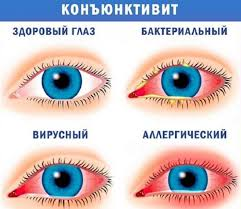 КОНЪЮНКТИВИТ
ЗДОРОВЫЙ ГЛАЗ
БАКТЕРИАЛЬНЫЙ
ВИРУСНЫЙ
АЛЛЕРГИЧЕСКИЙ